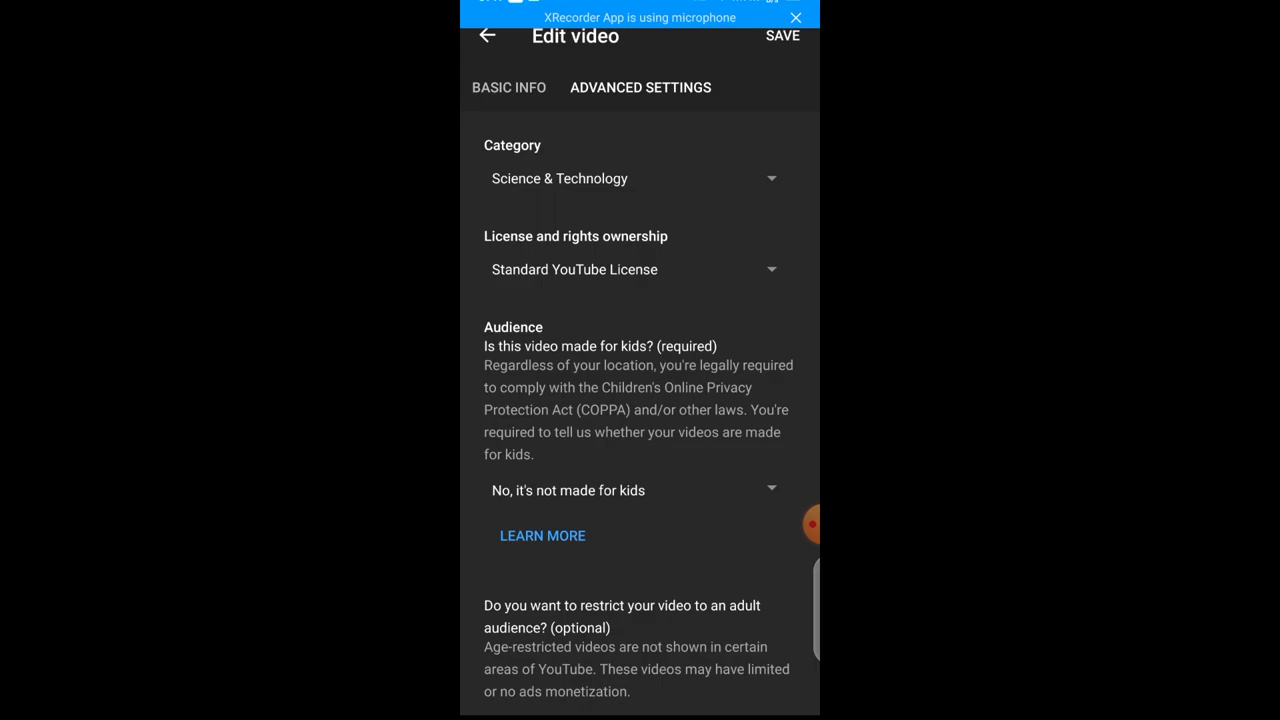 XRecorder App is using microphone
Edit video
SAVE
BASIC INFO
ADVANCED SETTINGS
Category
Science & Technology
License and rights ownership
Standard YouTube License
Audience
Is this video made for kids? (required)
Regardless of your location, you're legally required
to comply with the Children's Online Privacy
Protection Act (COPPA) and/or other laws. You're
required to tell us whether your videos are made
for kids.
No, it's not made for kids
LEARN MORE
Do you want to restrict your video to an adult
audience? (optional)
Age-restricted videos are not shown in certain
areas of YouTube. These videos may have limited
or no ads monetization.